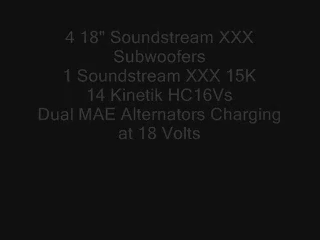 4 18" Soundstream XXX
Subwoofers
1 Soundstream XXX 15K
14 Kinetik HC16Vs
Dual MAE Alternators Charging
at 18 Volts